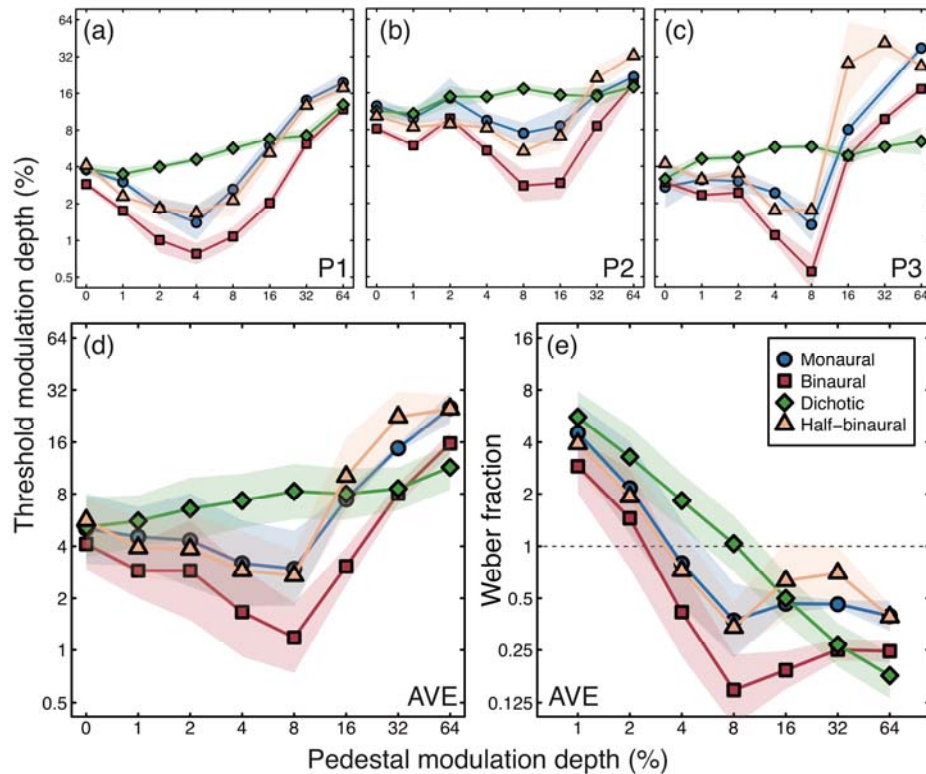 (a)
64
32
16
8
4
2
1
0.5
0 1 2 4 8 16 32 64
P1
(b)
0 1 2 4 8 16 32 64
P2
(c)
0 1 2 4 8 16 32 64
P3
Threshold modulation depth (%)
(d)
64
32
16
8
4
2
1
0.5
0 1 2 4 8 16 32 64
AVE
(e)
Weber fraction
16
8
4
2
1
0.5
0.25
0.125
1 2 4 8 16 32 64
AVE
Monaural
Binaural
Dichotic
Half−binaural
Pedestal modulation depth (%)